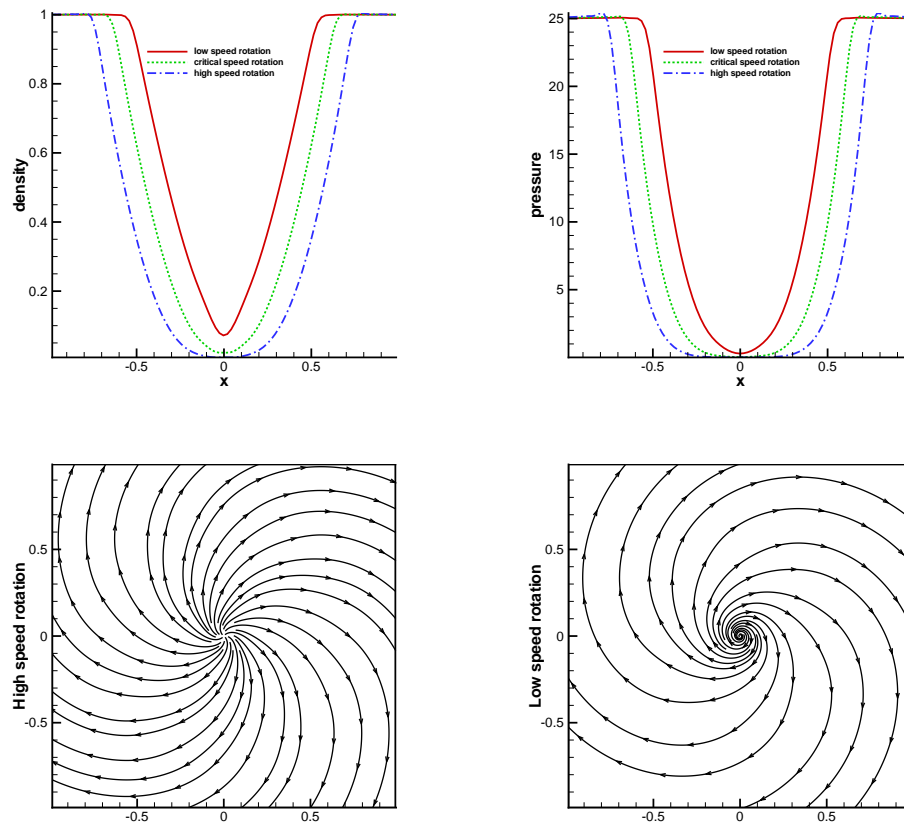 1
0.8
0.6
0.4
0.2
density
low speed rotation
critical speed rotation
high speed rotation
-0.5
0
0.5
x
25
20
15
10
5
pressure
low speed rotation
critical speed rotation
high speed rotation
-0.5
0
0.5
x
High speed rotation
0.5
0
-0.5
-0.5
0
0.5
Low speed rotation
0.5
0
-0.5
-0.5
0
0.5